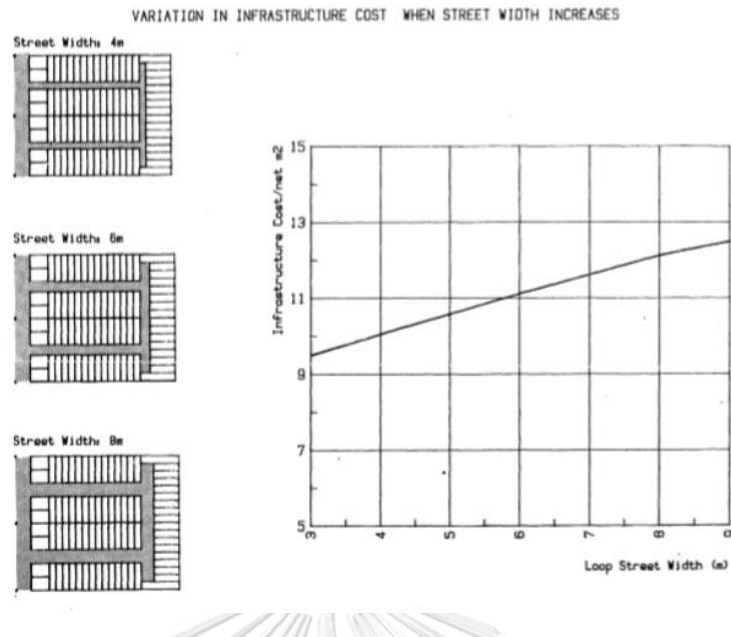 VARIATION IN INFRASTRUCTURE COST WHEN STREET WIDTH INCREASES
Street Width: 4m
Street Width: 6m
Street Width: 8m
Infrastructure Cost/net m2
15
13
11
9
7
5
3
4
5
6
7
8
9
Loop Street Width (m)